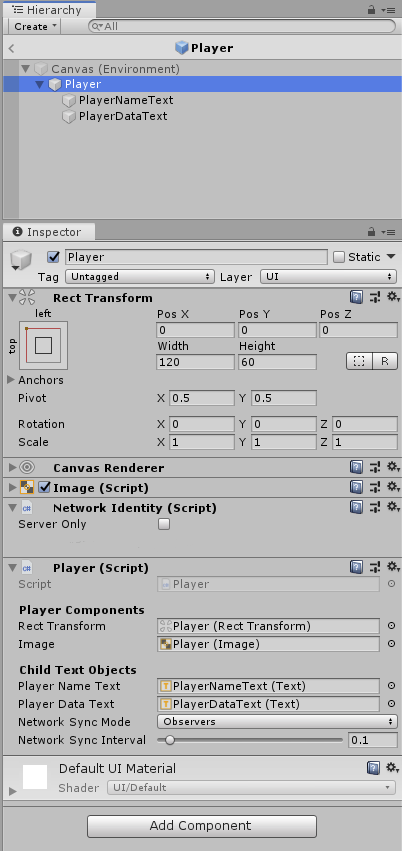 Hierarchy
Create All
Player
Canvas (Environment)
Player
PlayerNameText
PlayerDataText
Inspector
Player Static
Tag Untagged Layer UI
Rect Transform
left Pos X Pos Y Pos Z
top 0 0 0
Width Height
120 60 R
Anchors
Pivot X 0.5 Y 0.5
Rotation X 0 Y 0 Z 0
Scale X 1 Y 1 Z 1
Canvas Renderer
Image (Script)
Network Identity (Script)
Server Only
Player (Script)
Script Player
Player Components
Rect Transform Player (Rect Transform)
Image Player (Image)
Child Text Objects
Player Name Text PlayerNameText (Text)
Player Data Text PlayerDataText (Text)
Network Sync Mode Observers
Network Sync Interval 0.1
Default UI Material
Shader UI/Default
Add Component